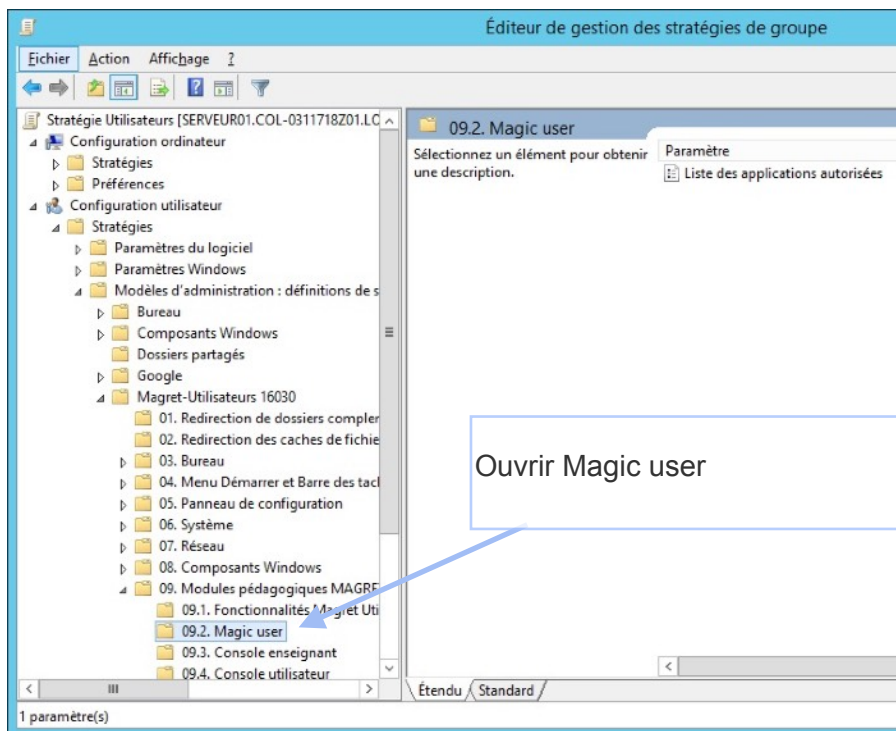 Éditeur de gestion des stratégies de groupe
Fichier Action Affichage ?
Stratégie Utilisateurs [SERVEUR01.COL-0311718Z01.LC
Configuration ordinateur
Stratégies
Préférences
Configuration utilisateur
Stratégies
Paramètres du logiciel
Paramètres Windows
Modèles d'administration : définitions de s
Bureau
Composants Windows
Dossiers partagés
Google
Magret-Utilisateurs 16030
01. Redirection de dossiers compler
02. Redirection des caches de fichie
03. Bureau
04. Menu Démarrer et Barre des tacl
05. Panneau de configuration
06. Système
07. Réseau
08. Composants Windows
09. Modules pédagogiques MAGRE
09.1. Fonctionnalités Magret Uti
09.2. Magic user
09.3. Console enseignant
09.4. Console utilisateur
09.2. Magic user
Sélectionnez un élément pour obtenir
une description.
Paramètre
Liste des applications autorisées
Ouvrir Magic user
Étendu Standard
1 paramètre(s)